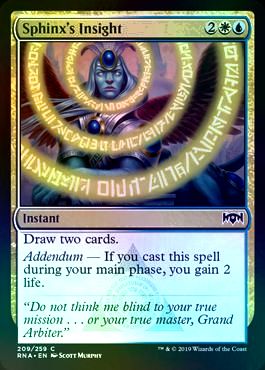 Sphinx's Insight 2
Instant
Draw two cards.
Addendum — If you cast this spell
during your main phase, you gain 2
life.
"Do not think me blind to your true
mission . . . or your true master, Grand
Arbiter."
209/259 C
RNA • EN Scott Murphy
™ & © 2019 Wizards of the Coast